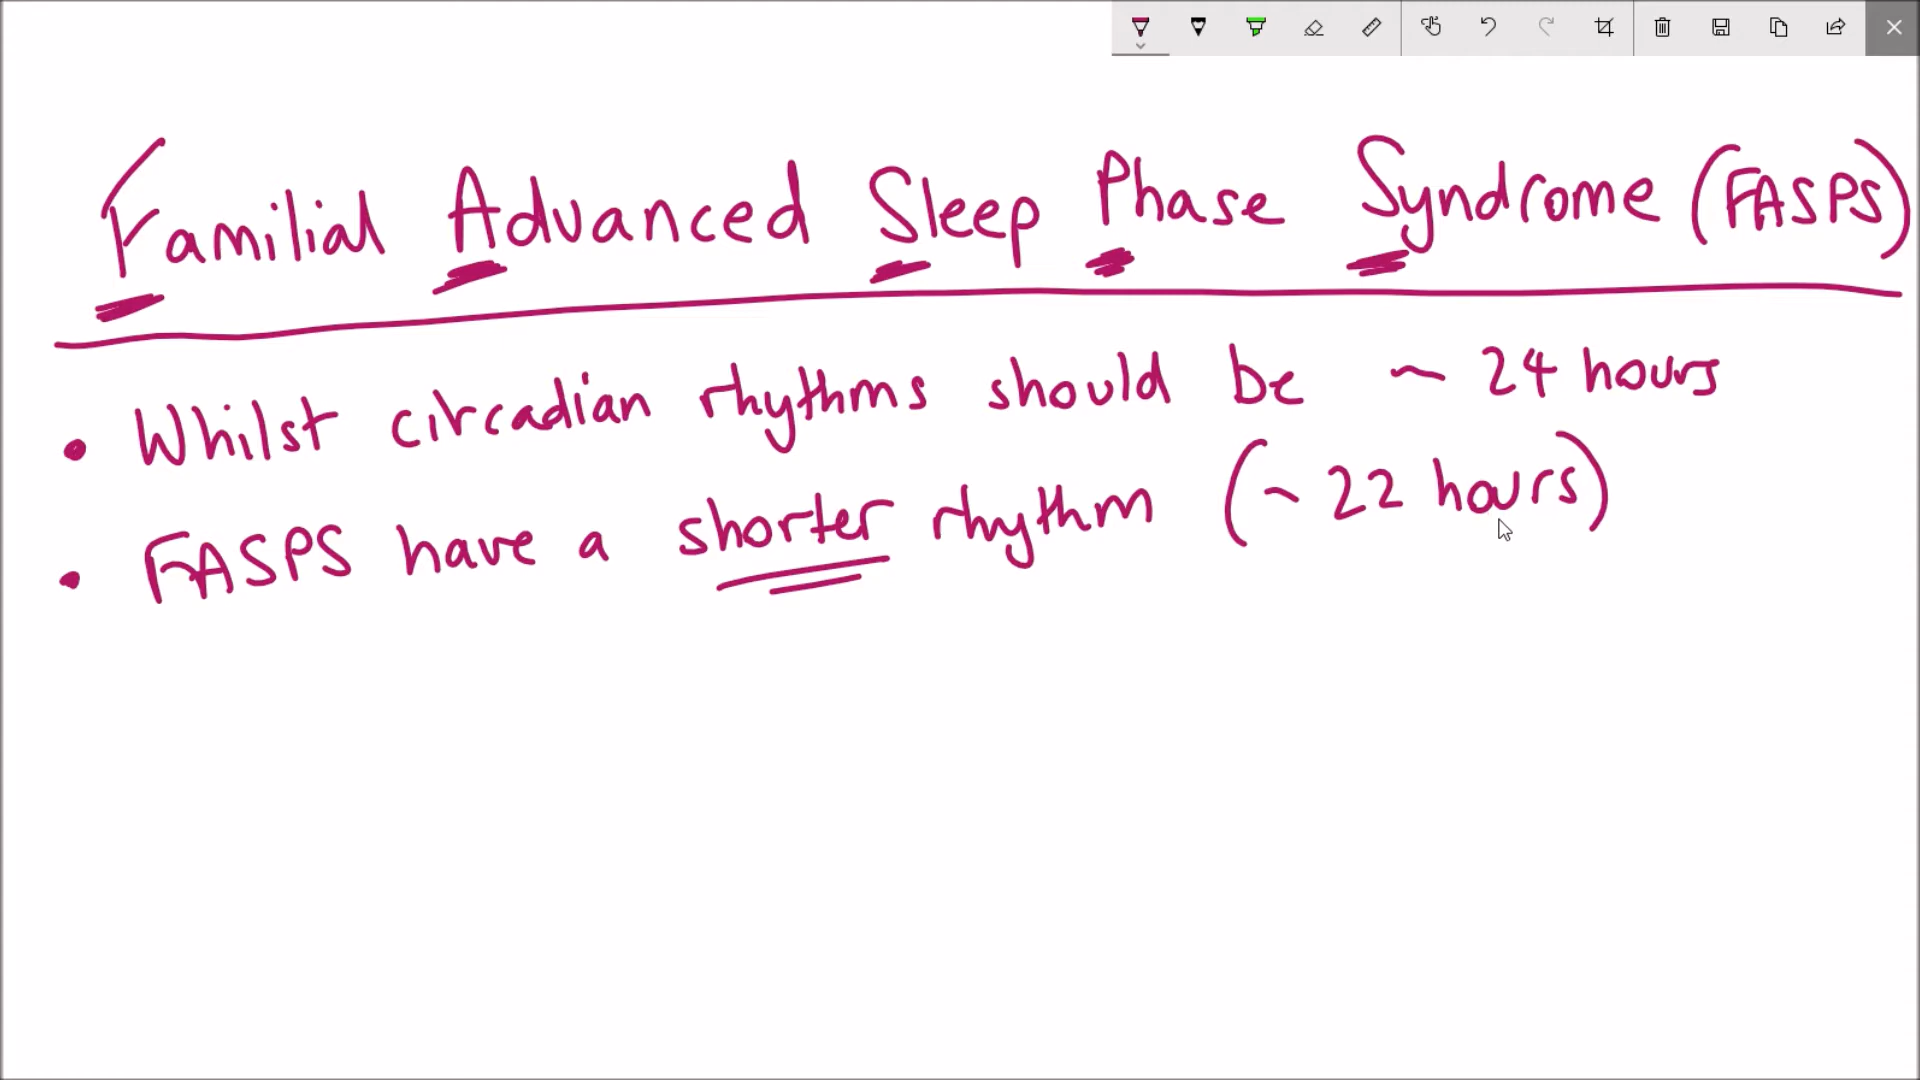 Familial Advanced Sleep Phase Syndrome (FASPS)
• Whilst circadian rhythms should be ~ 24 hours
• FASPS have a shorter rhythm (~ 22 hours)